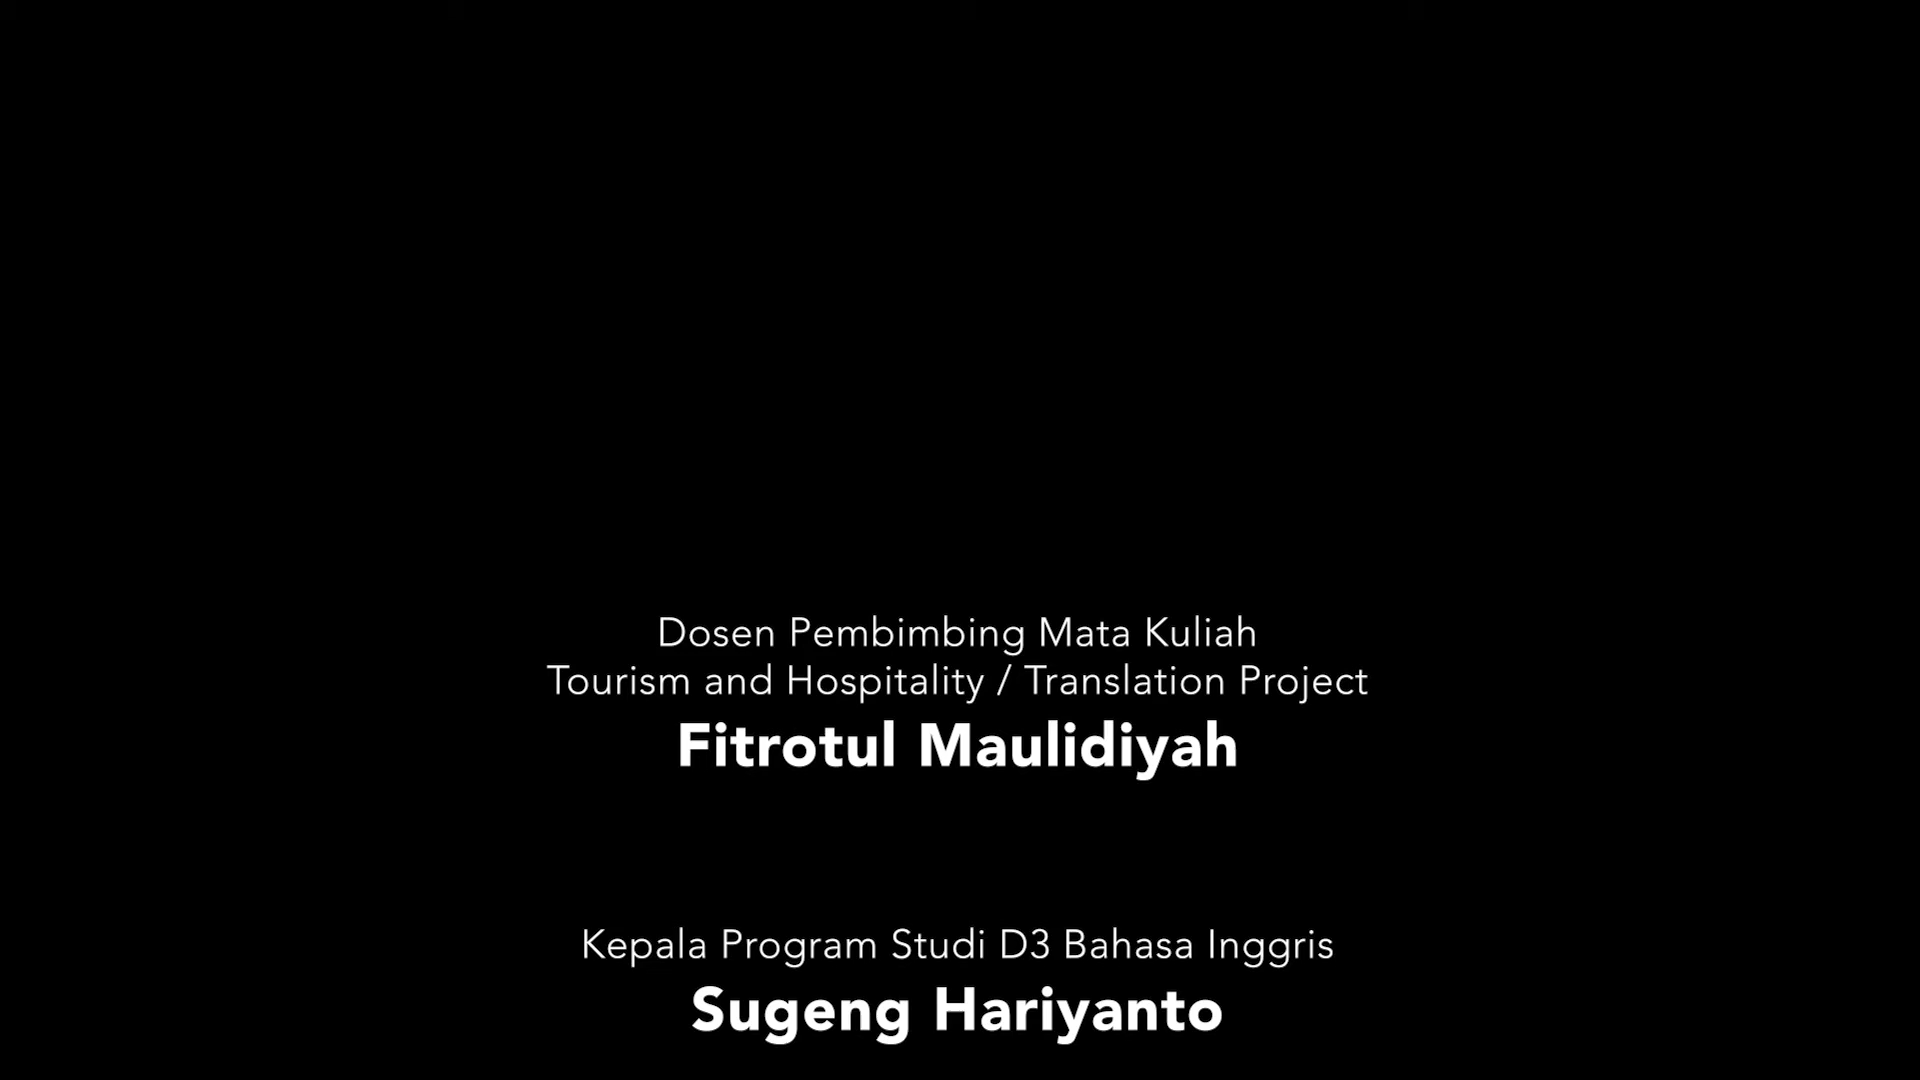 Dosen Pembimbing Mata Kuliah
Tourism and Hospitality / Translation Project
Fitrotul Maulidiyah
Kepala Program Studi D3 Bahasa Inggris
Sugeng Hariyanto